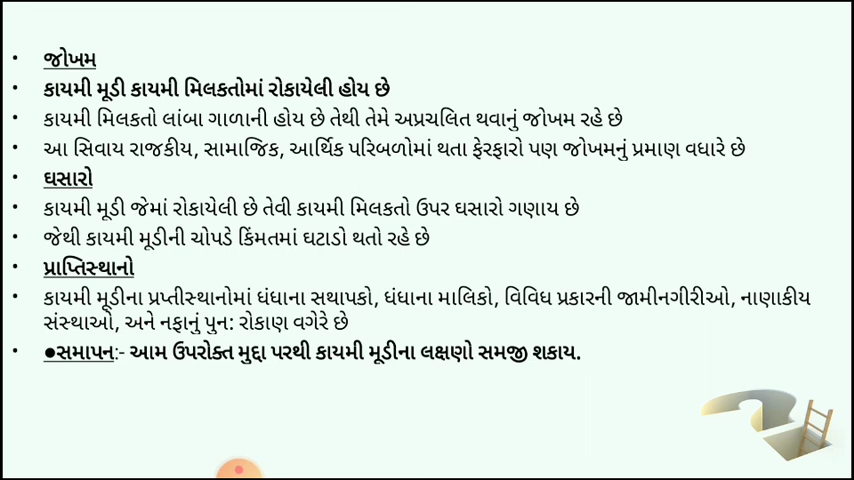 • જોખમ
• કાયમી મૂડી કાયમી મિલકતોમાં રોકાયેલી હોય છે
• કાયમી મિલકતો લાંબા ગાળાની હોય છે તેથી તેમે અપ્રચલિત થવાનું જોખમ રહે છે
• આ સિવાય રાજકીય, સામાજિક, આર્થિક પરિબળોમાં થતા ફેરફારો પણ જોખમનું પ્રમાણ વધારે છે
• ઘસારો
• કાયમી મૂડી જેમાં રોકાયેલી છે તેવી કાયમી મિલકતો ઉપર ઘસારો ગણાય છે
• જેથી કાયમી મૂડીની ચોપડે કિંમતમાં ઘટાડો થતો રહે છે
• પ્રાપ્તિસ્થાનો
• કાયમી મૂડીના પ્રપ્તીસ્થાનોમાં ધંધાના સથાપકો, ધંધાના માલિકો, વિવિધ પ્રકારની જામીનગીરીઓ, નાણાકીય
સંસ્થાઓ, અને નફાનું પુન: રોકાણ વગેરે છે
• ●સમાપન:- આમ ઉપરોક્ત મુદ્દા પરથી કાયમી મૂડીના લક્ષણો સમજી શકાય.